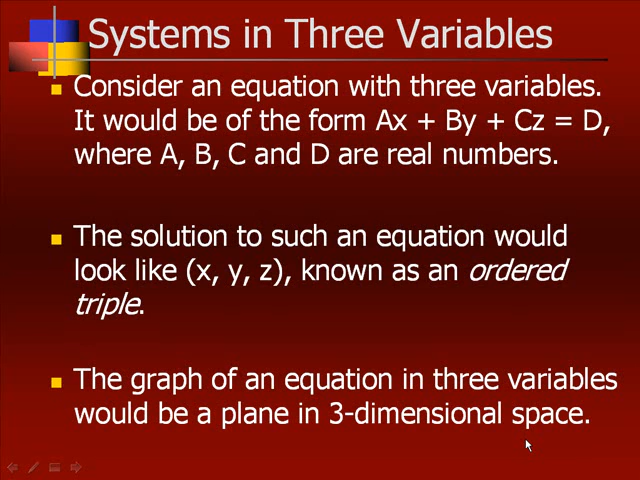 Systems in Three Variables
Consider an equation with three variables.
It would be of the form Ax + By + Cz = D,
where A, B, C and D are real numbers.
The solution to such an equation would
look like (x, y, z), known as an ordered
triple.
The graph of an equation in three variables
would be a plane in 3-dimensional space.